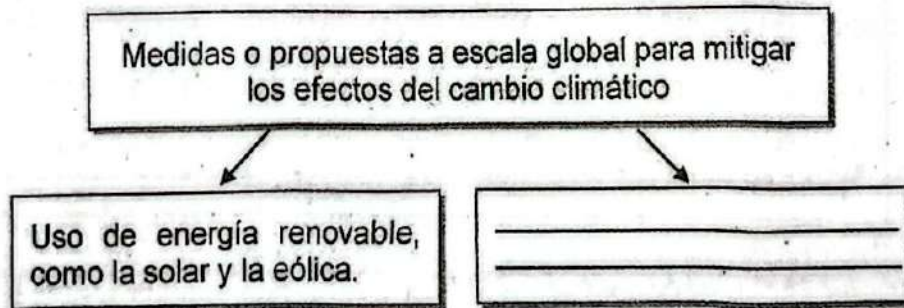 Medidas o propuestas a escala global para mitigar
los efectos del cambio climático
Uso de energía renovable,
como la solar y la eólica.